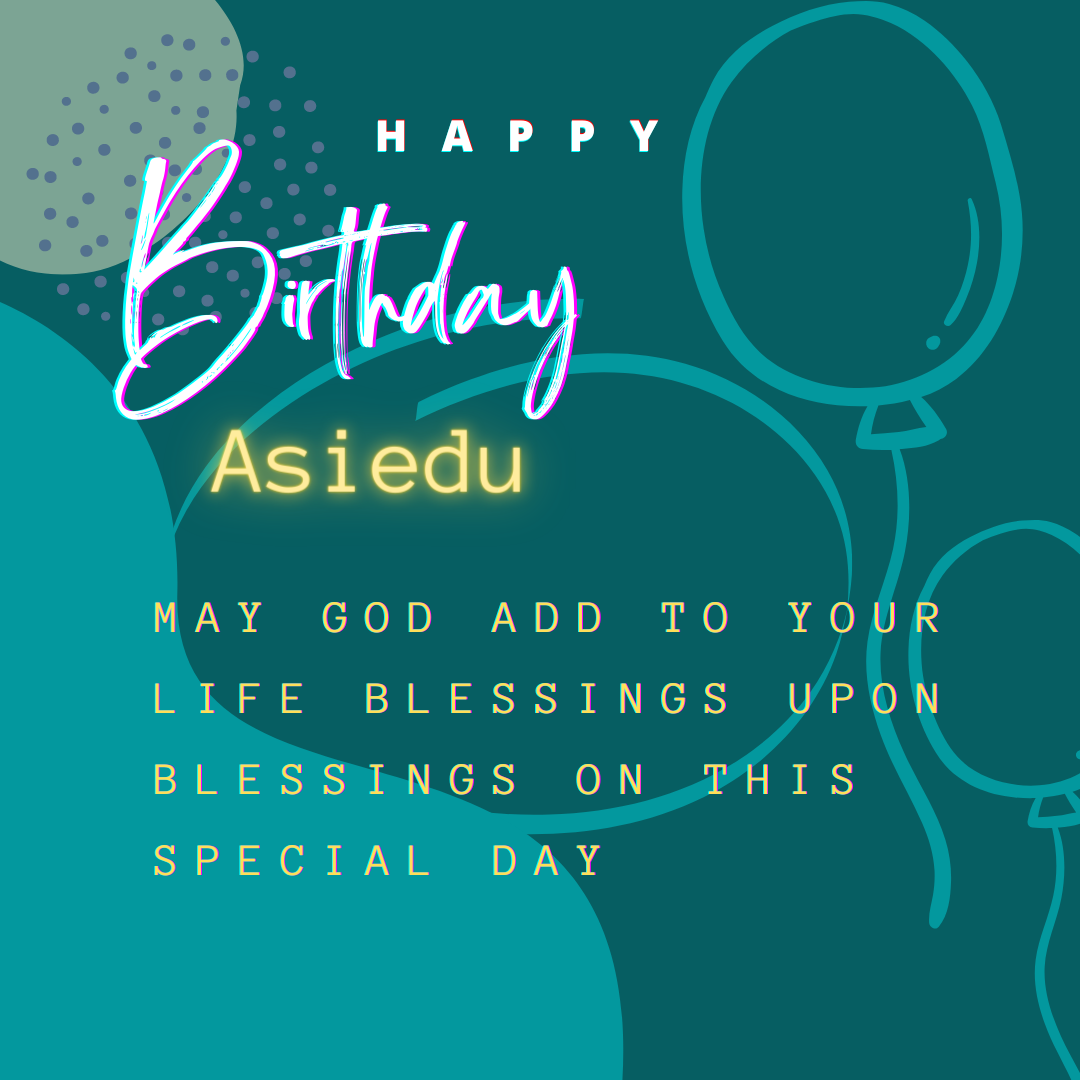 HAPPY
Birthday
Asiedu
MAY GOD ADD TO YOUR
LIFE BLESSINGS UPON
BLESSINGS ON THIS
SPECIAL DAY